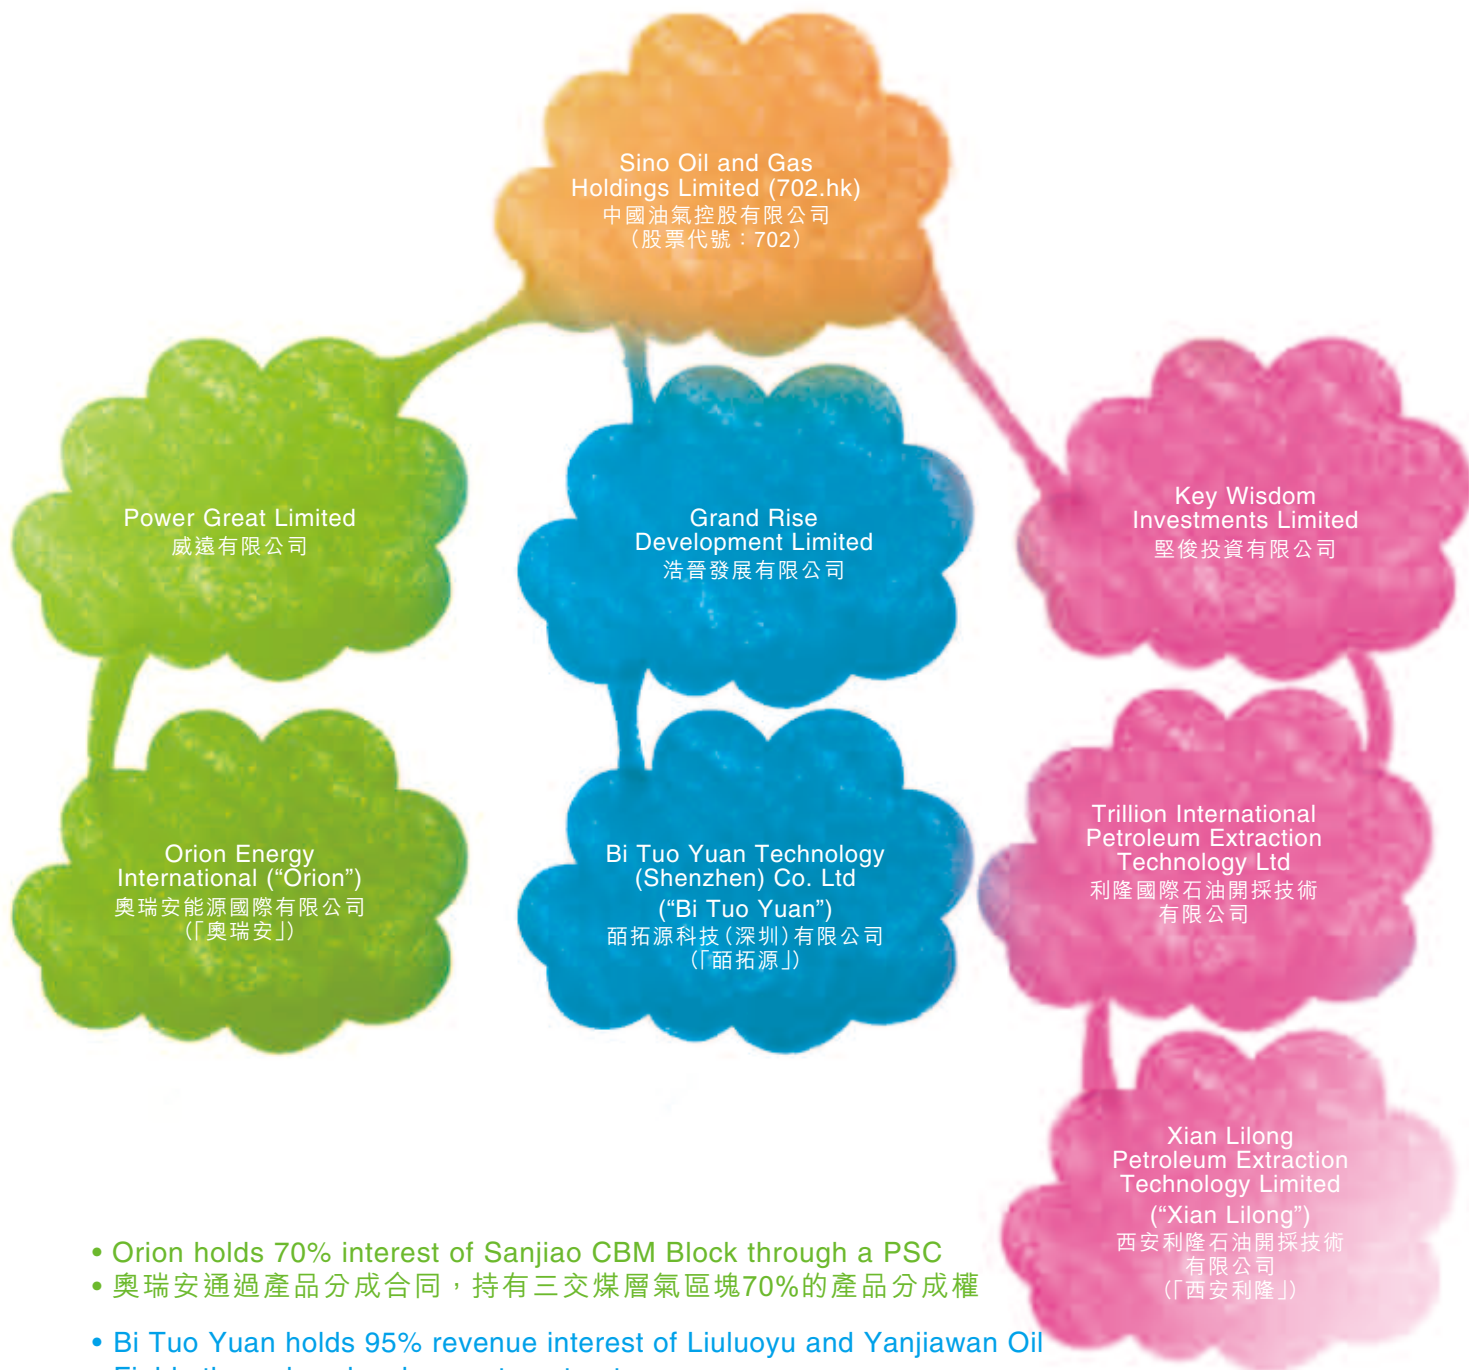 Sino Oil and Gas
Holdings Limited (702.hk)
中國油氣控股有限公司
（股票代號：702）
Power Great Limited
威遠有限公司
Grand Rise
Development Limited
浩晉發展有限公司
Key Wisdom
Investments Limited
堅俊投資有限公司
Orion Energy
International (“Orion”)
奧瑞安能源國際有限公司
（「奧瑞安」）
Bi Tuo Yuan Technology
(Shenzhen) Co. Ltd
(“Bi Tuo Yuan”)
皕拓源科技（深圳）有限公司
（「皕拓源」）
Trillion International
Petroleum Extraction
Technology Ltd
利隆國際石油開採技術
有限公司
Xian Lilong
Petroleum Extraction
Technology Limited
(“Xian Lilong”)
西安利隆石油開採技術
有限公司
（「西安利隆」）
• Orion holds 70% interest of Sanjiao CBM Block through a PSC
• 奧瑞安通過產品分成合同，持有三交煤層氣區塊70%的產品分成權
• Bi Tuo Yuan holds 95% revenue interest of Liuluoyu and Yanjiawan Oil